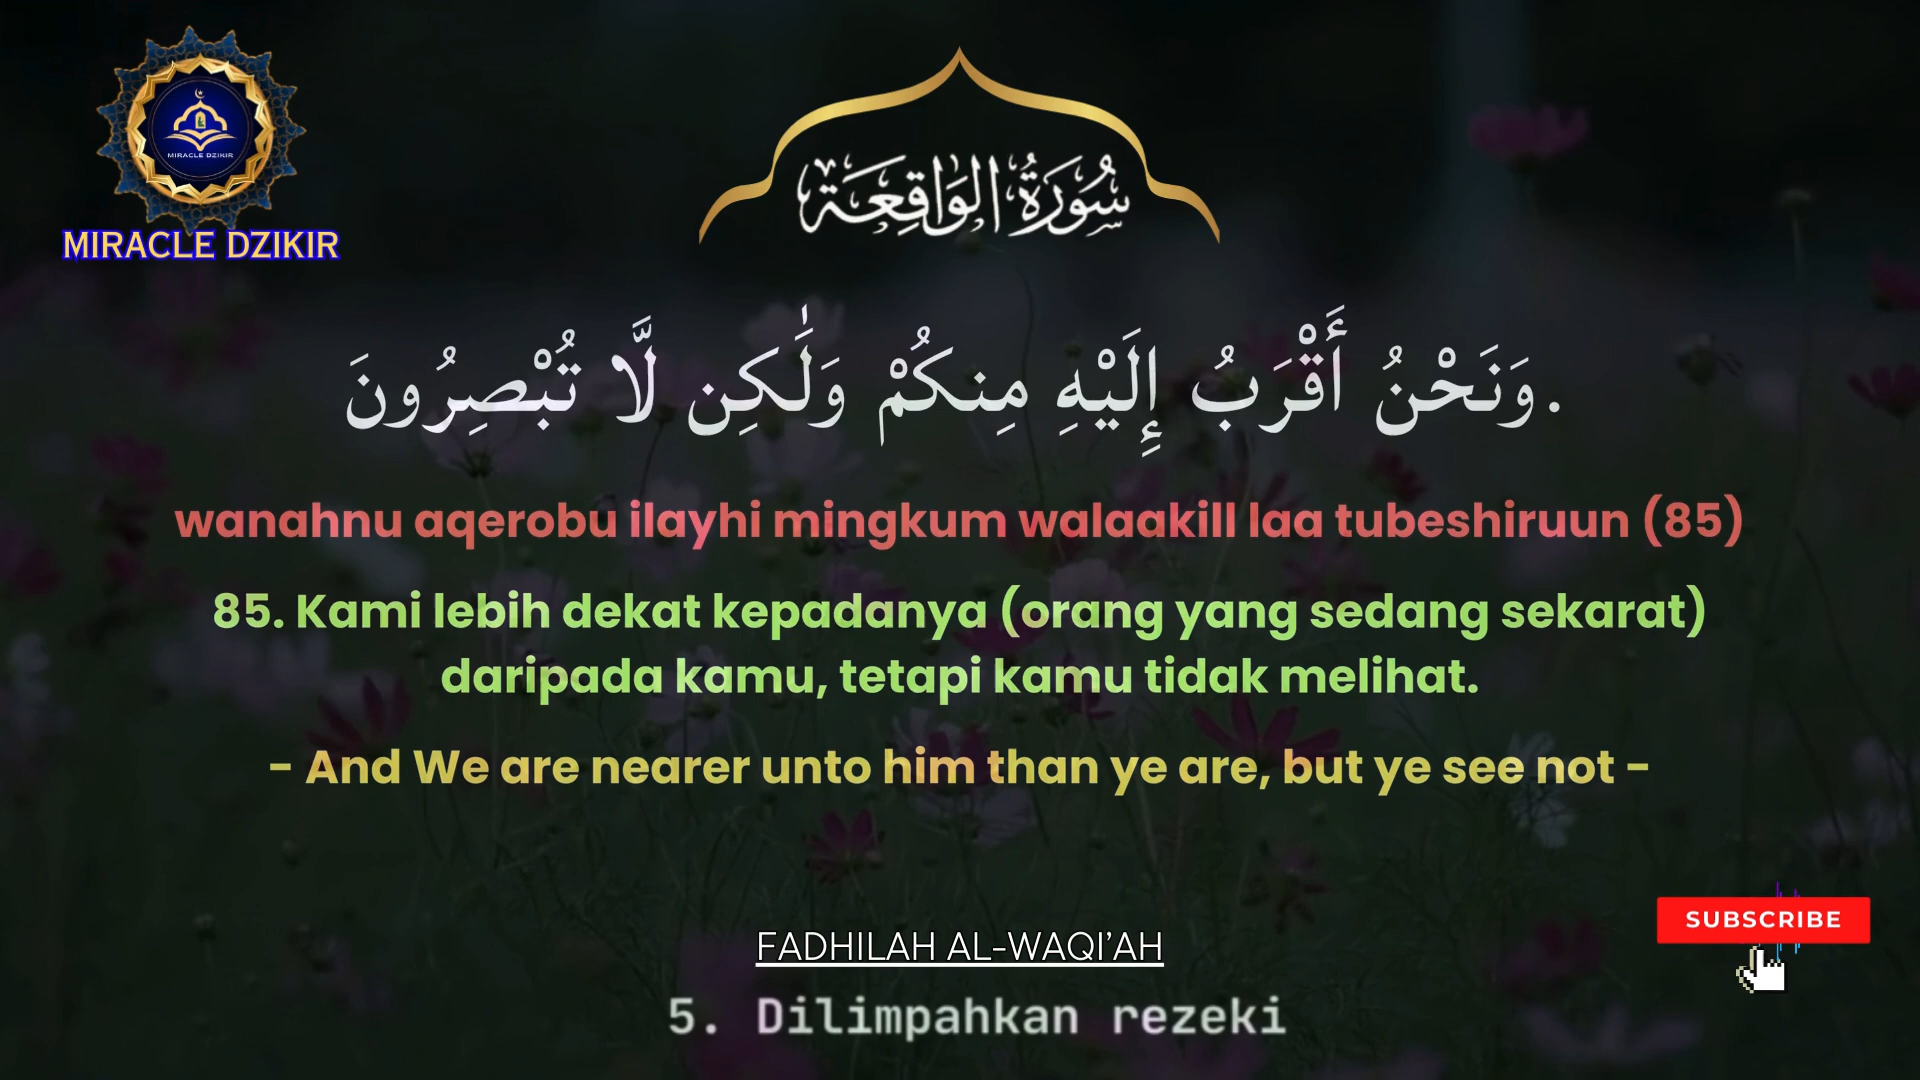 MIRACLE DZIKIR
MIRACLE DZIKIR
سُورَةُ الوَاقِعَة
.وَنَحْنُ أَقْرَبُ إِلَيْهِ مِنكُمْ وَلَٰكِن لَّا تُبْصِرُونَ
wanahnu aqerobu ilayhi mingkum walaakill laa tubeshiruun (85)
85. Kami lebih dekat kepadanya (orang yang sedang sekarat)
daripada kamu, tetapi kamu tidak melihat.
- And We are nearer unto him than ye are, but ye see not -
SUBSCRIBE
FADHILAH AL-WAQI'AH
5. Dilimpahkan rezeki